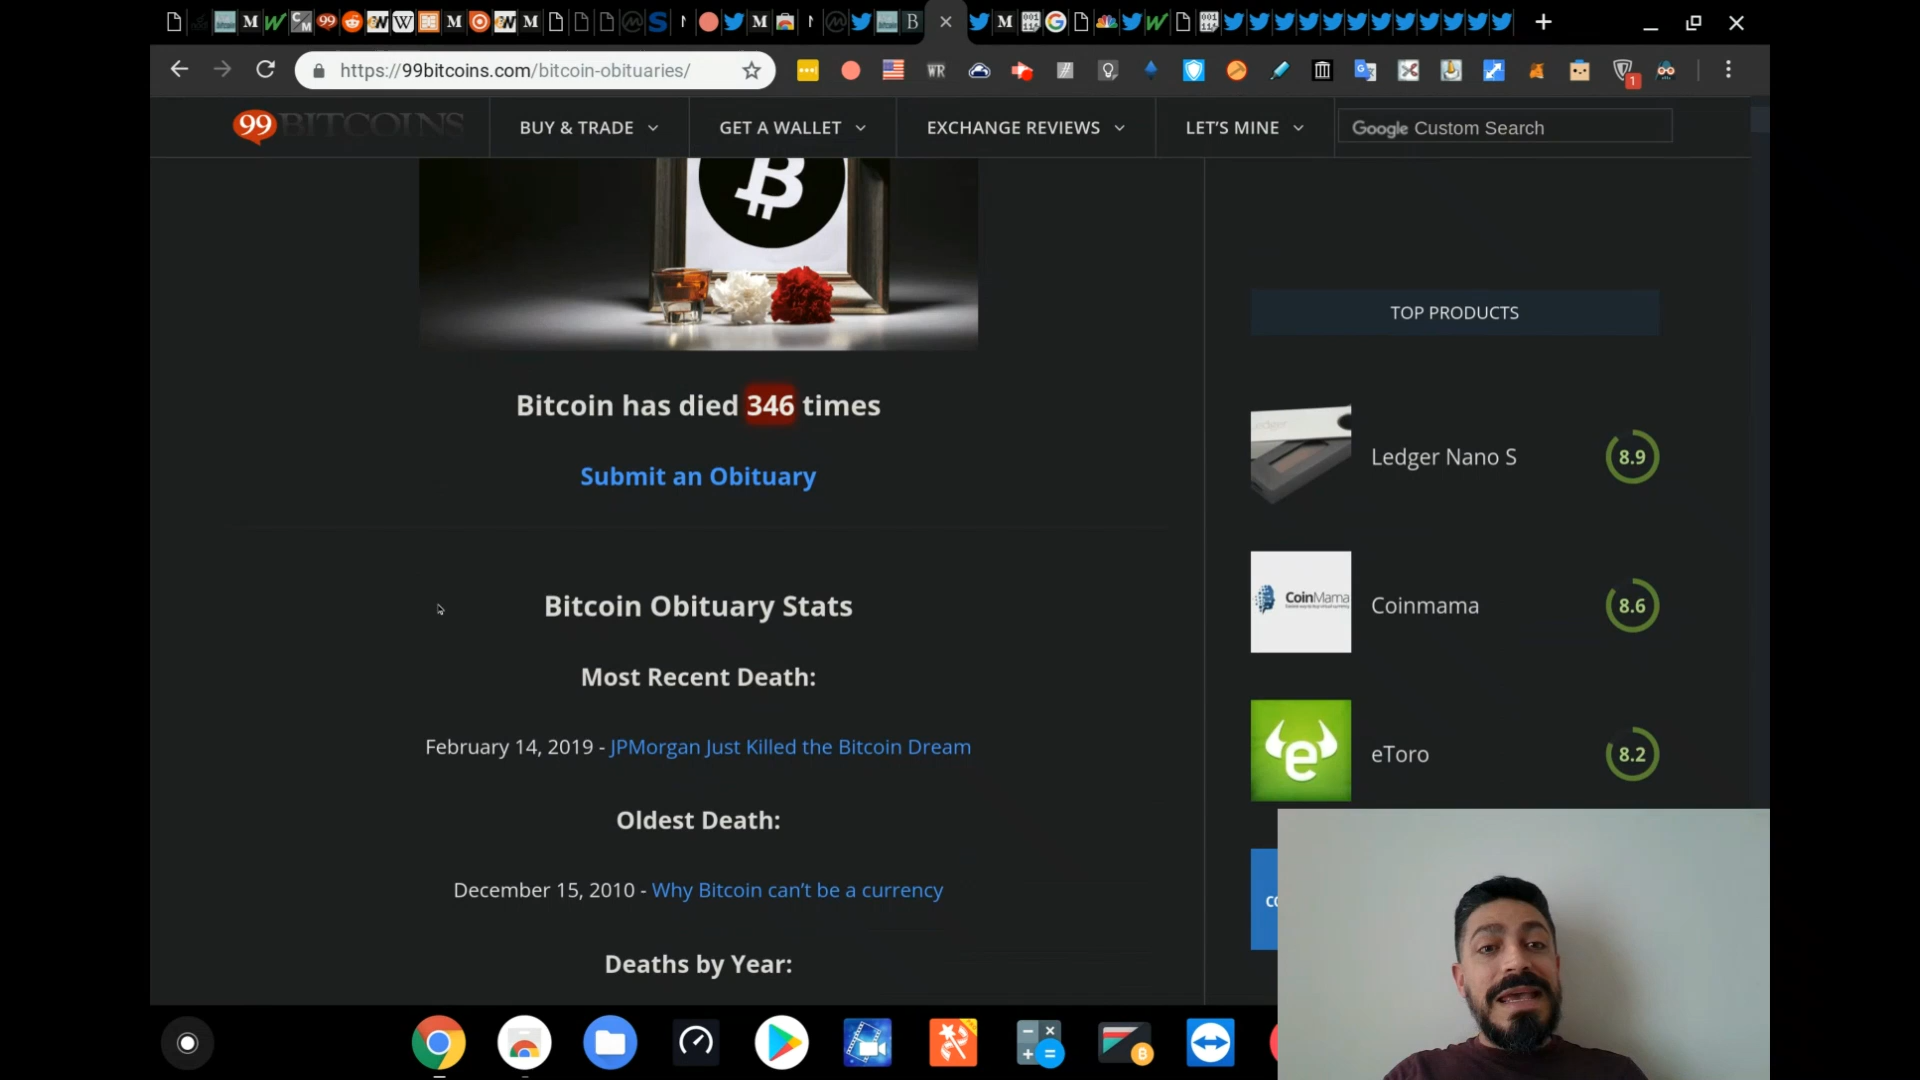 https://99bitcoins.com/bitcoin-obituaries/
WR
1
99 BITCOINS
BUY & TRADE
GET A WALLET
EXCHANGE REVIEWS
LET'S MINE
Google Custom Search
Bitcoin has died 346 times
Submit an Obituary
Bitcoin Obituary Stats
Most Recent Death:
February 14, 2019 - JPMorgan Just Killed the Bitcoin Dream
Oldest Death:
December 15, 2010 - Why Bitcoin can't be a currency
Deaths by Year:
TOP PRODUCTS
Ledger Nano S
8.9
CoinMama
Coinmama
8.6
eToro
8.2